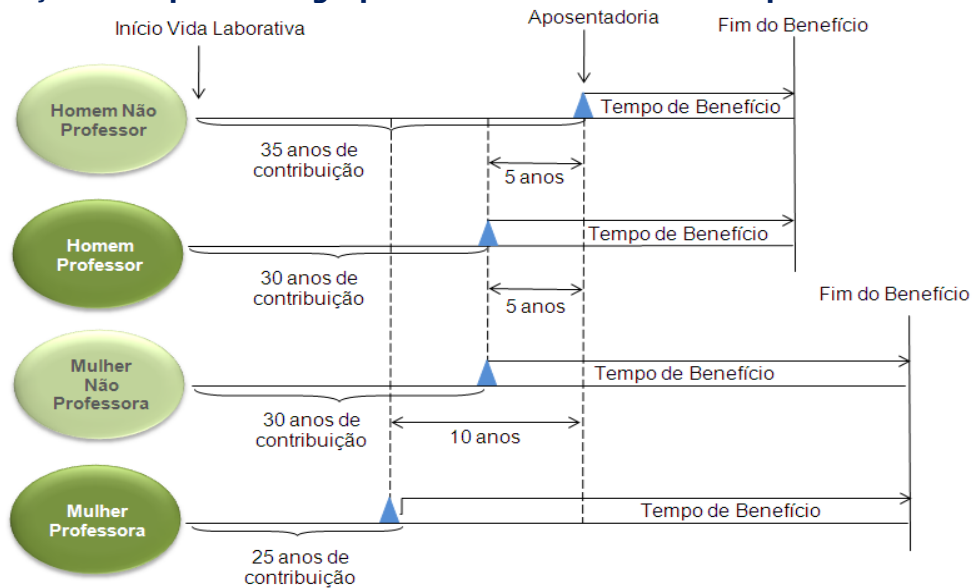 Início Vida Laborativa
Aposentadoria
Fim do Benefício
Homem Não
Professor
Tempo de Benefício
35 anos de
contribuição
5 anos
Homem
Professor
Tempo de Benefício
30 anos de
contribuição
5 anos
Fim do Benefício
Mulher
Não
Professora
Tempo de Benefício
30 anos de
contribuição
10 anos
Mulher
Professora
Tempo de Benefício
25 anos de
contribuição